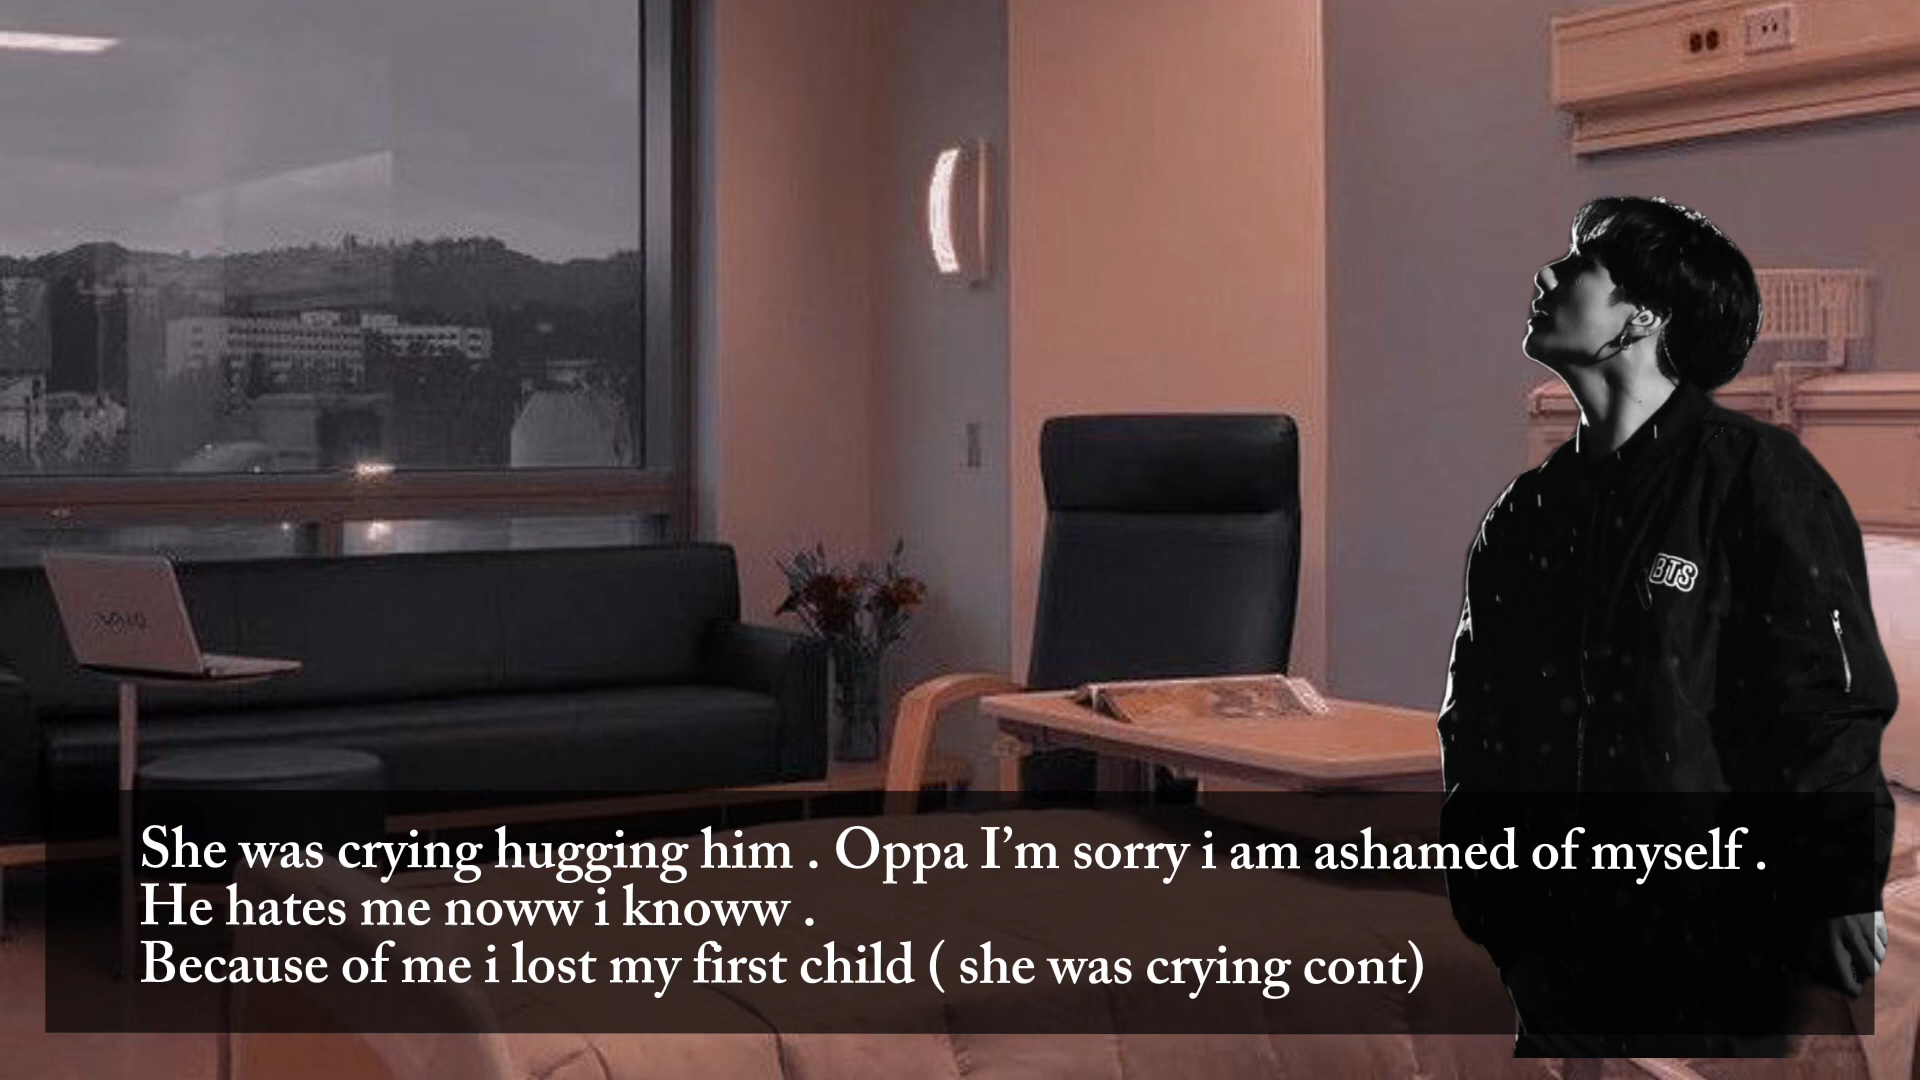 BTS
She was crying hugging him . Oppa I’m sorry i am ashamed of myself .
He hates me noww i knoww .
Because of me i lost my first child ( she was crying cont)